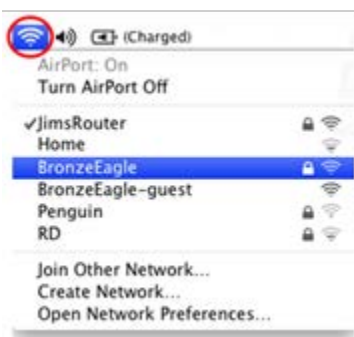 (Charged)
AirPort: On
Turn AirPort Off
✓JimsRouter
Home
BronzeEagle
BronzeEagle-guest
Penguin
RD
Join Other Network...
Create Network...
Open Network Preferences...